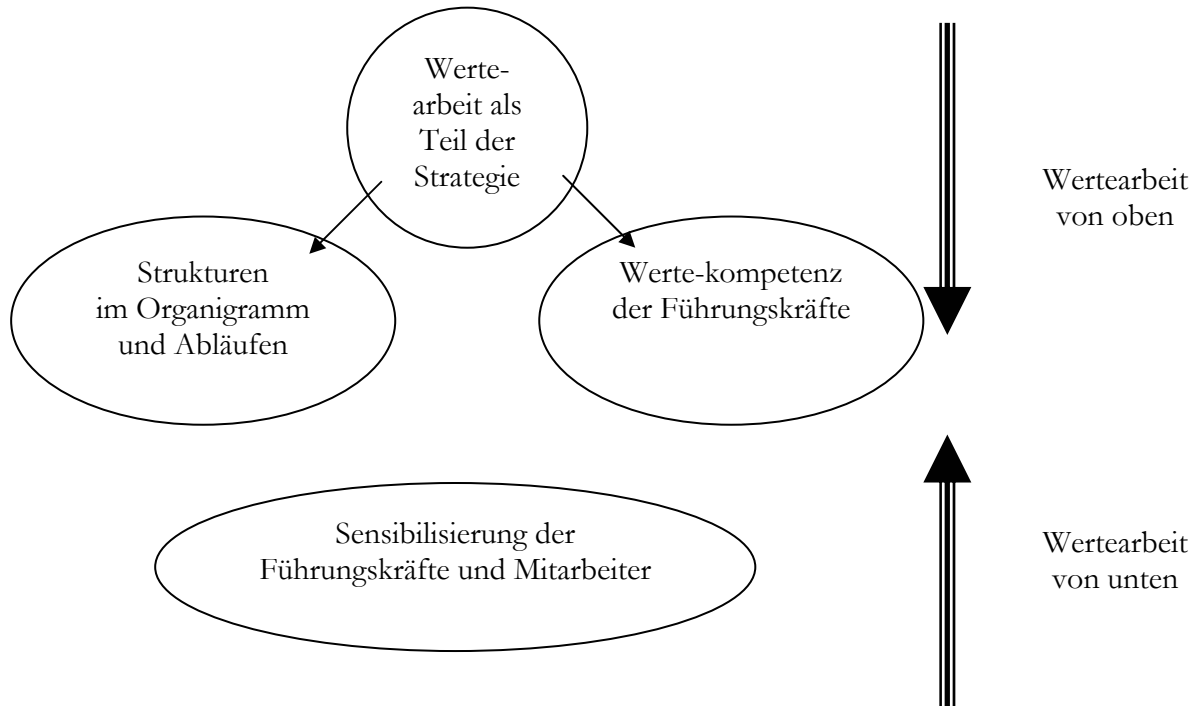 Werte-
arbeit als
Teil der
Strategie
Wertearbeit
von oben
Strukturen
im Organigramm
und Abläufen
Werte-kompetenz
der Führungskräfte
Sensibilisierung der
Führungskräfte und Mitarbeiter
Wertearbeit
von unten